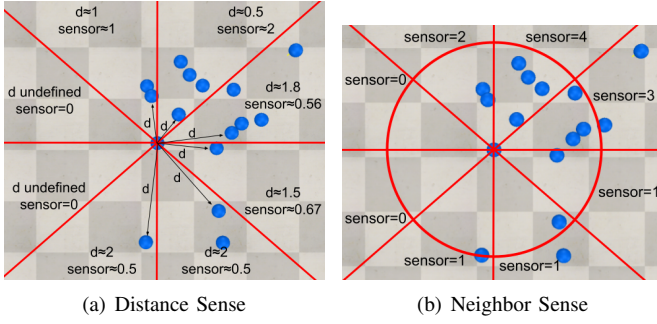 d≈1
sensor≈1
d≈0.5
sensor≈2
d undefined
sensor=0
d≈1.8
sensor≈0.56
d
d
d
d
d
d
d undefined
sensor=0
d≈1.5
sensor≈0.67
d≈2
sensor≈0.5
d≈2
sensor≈0.5
(a) Distance Sense
sensor=2
sensor=4
sensor=0
sensor=3
sensor=0
sensor=1
sensor=1
sensor=1
(b) Neighbor Sense